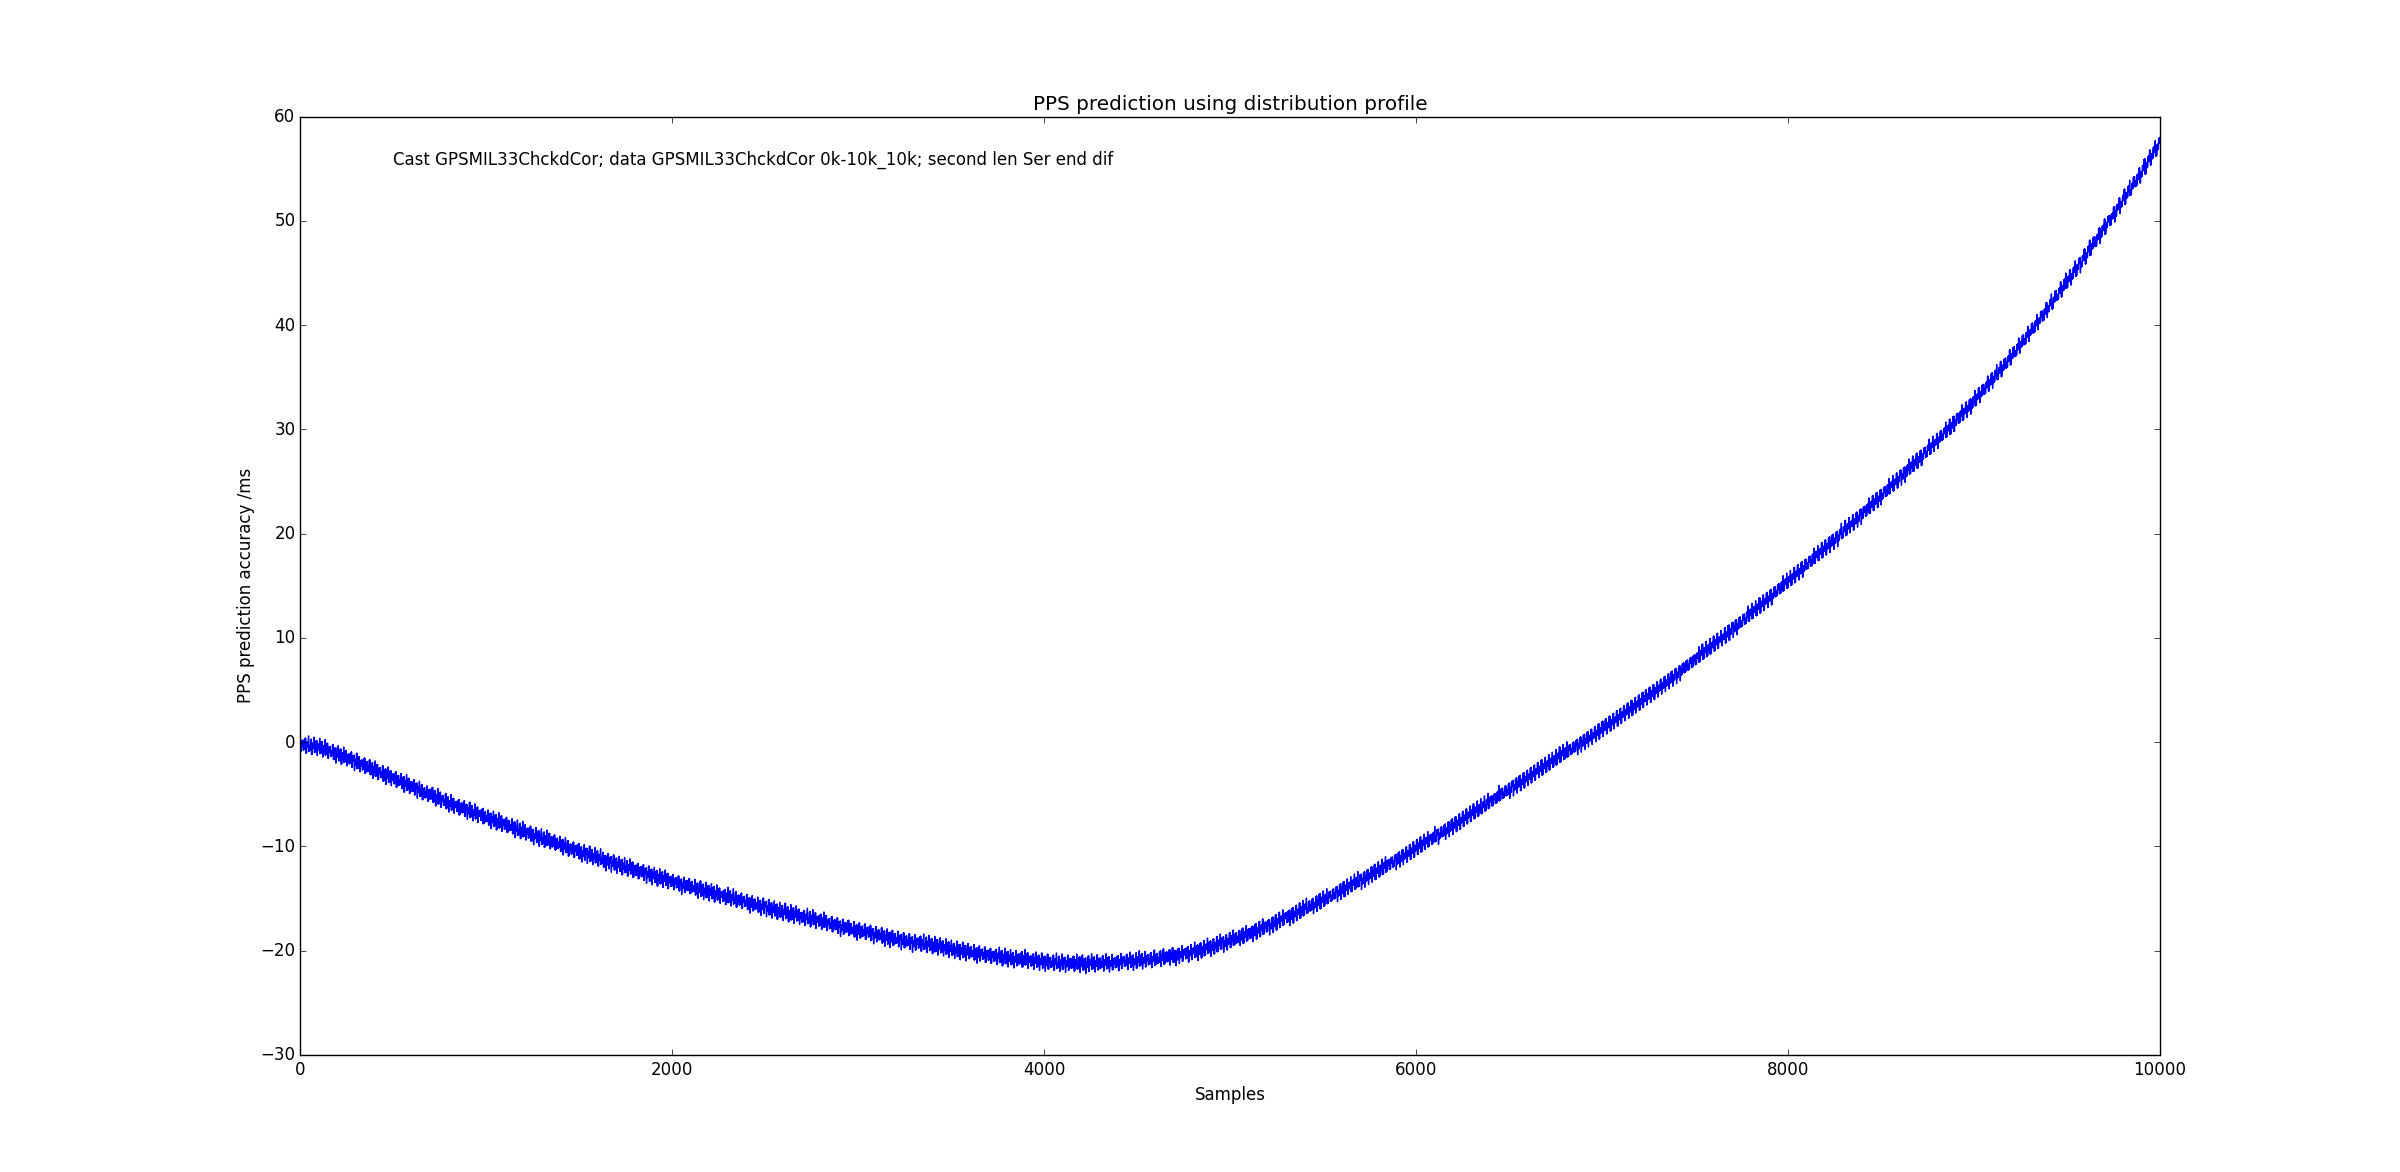 PPS prediction using distribution profile
Cast GPSMIL33ChckdCor; data GPSMIL33ChckdCor 0k-10k_10k; second len Ser end dif
60
50
40
30
20
10
0
−10
−20
−30
PPS prediction accuracy /ms
0 2000 4000 6000 8000 10000
Samples